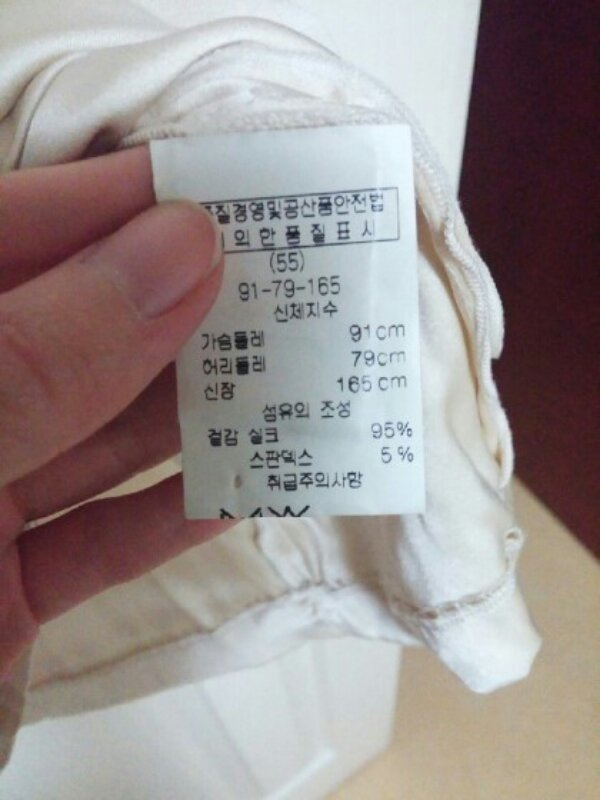 질경영및공산품안전법
의한 품질표시
(55)
91-79-165
신체지수
가슴둘레 91cm
허리둘레 79cm
신장 165cm
섬유의 조성
겉감 실크 95%
스판덱스 5%
취급주의사항